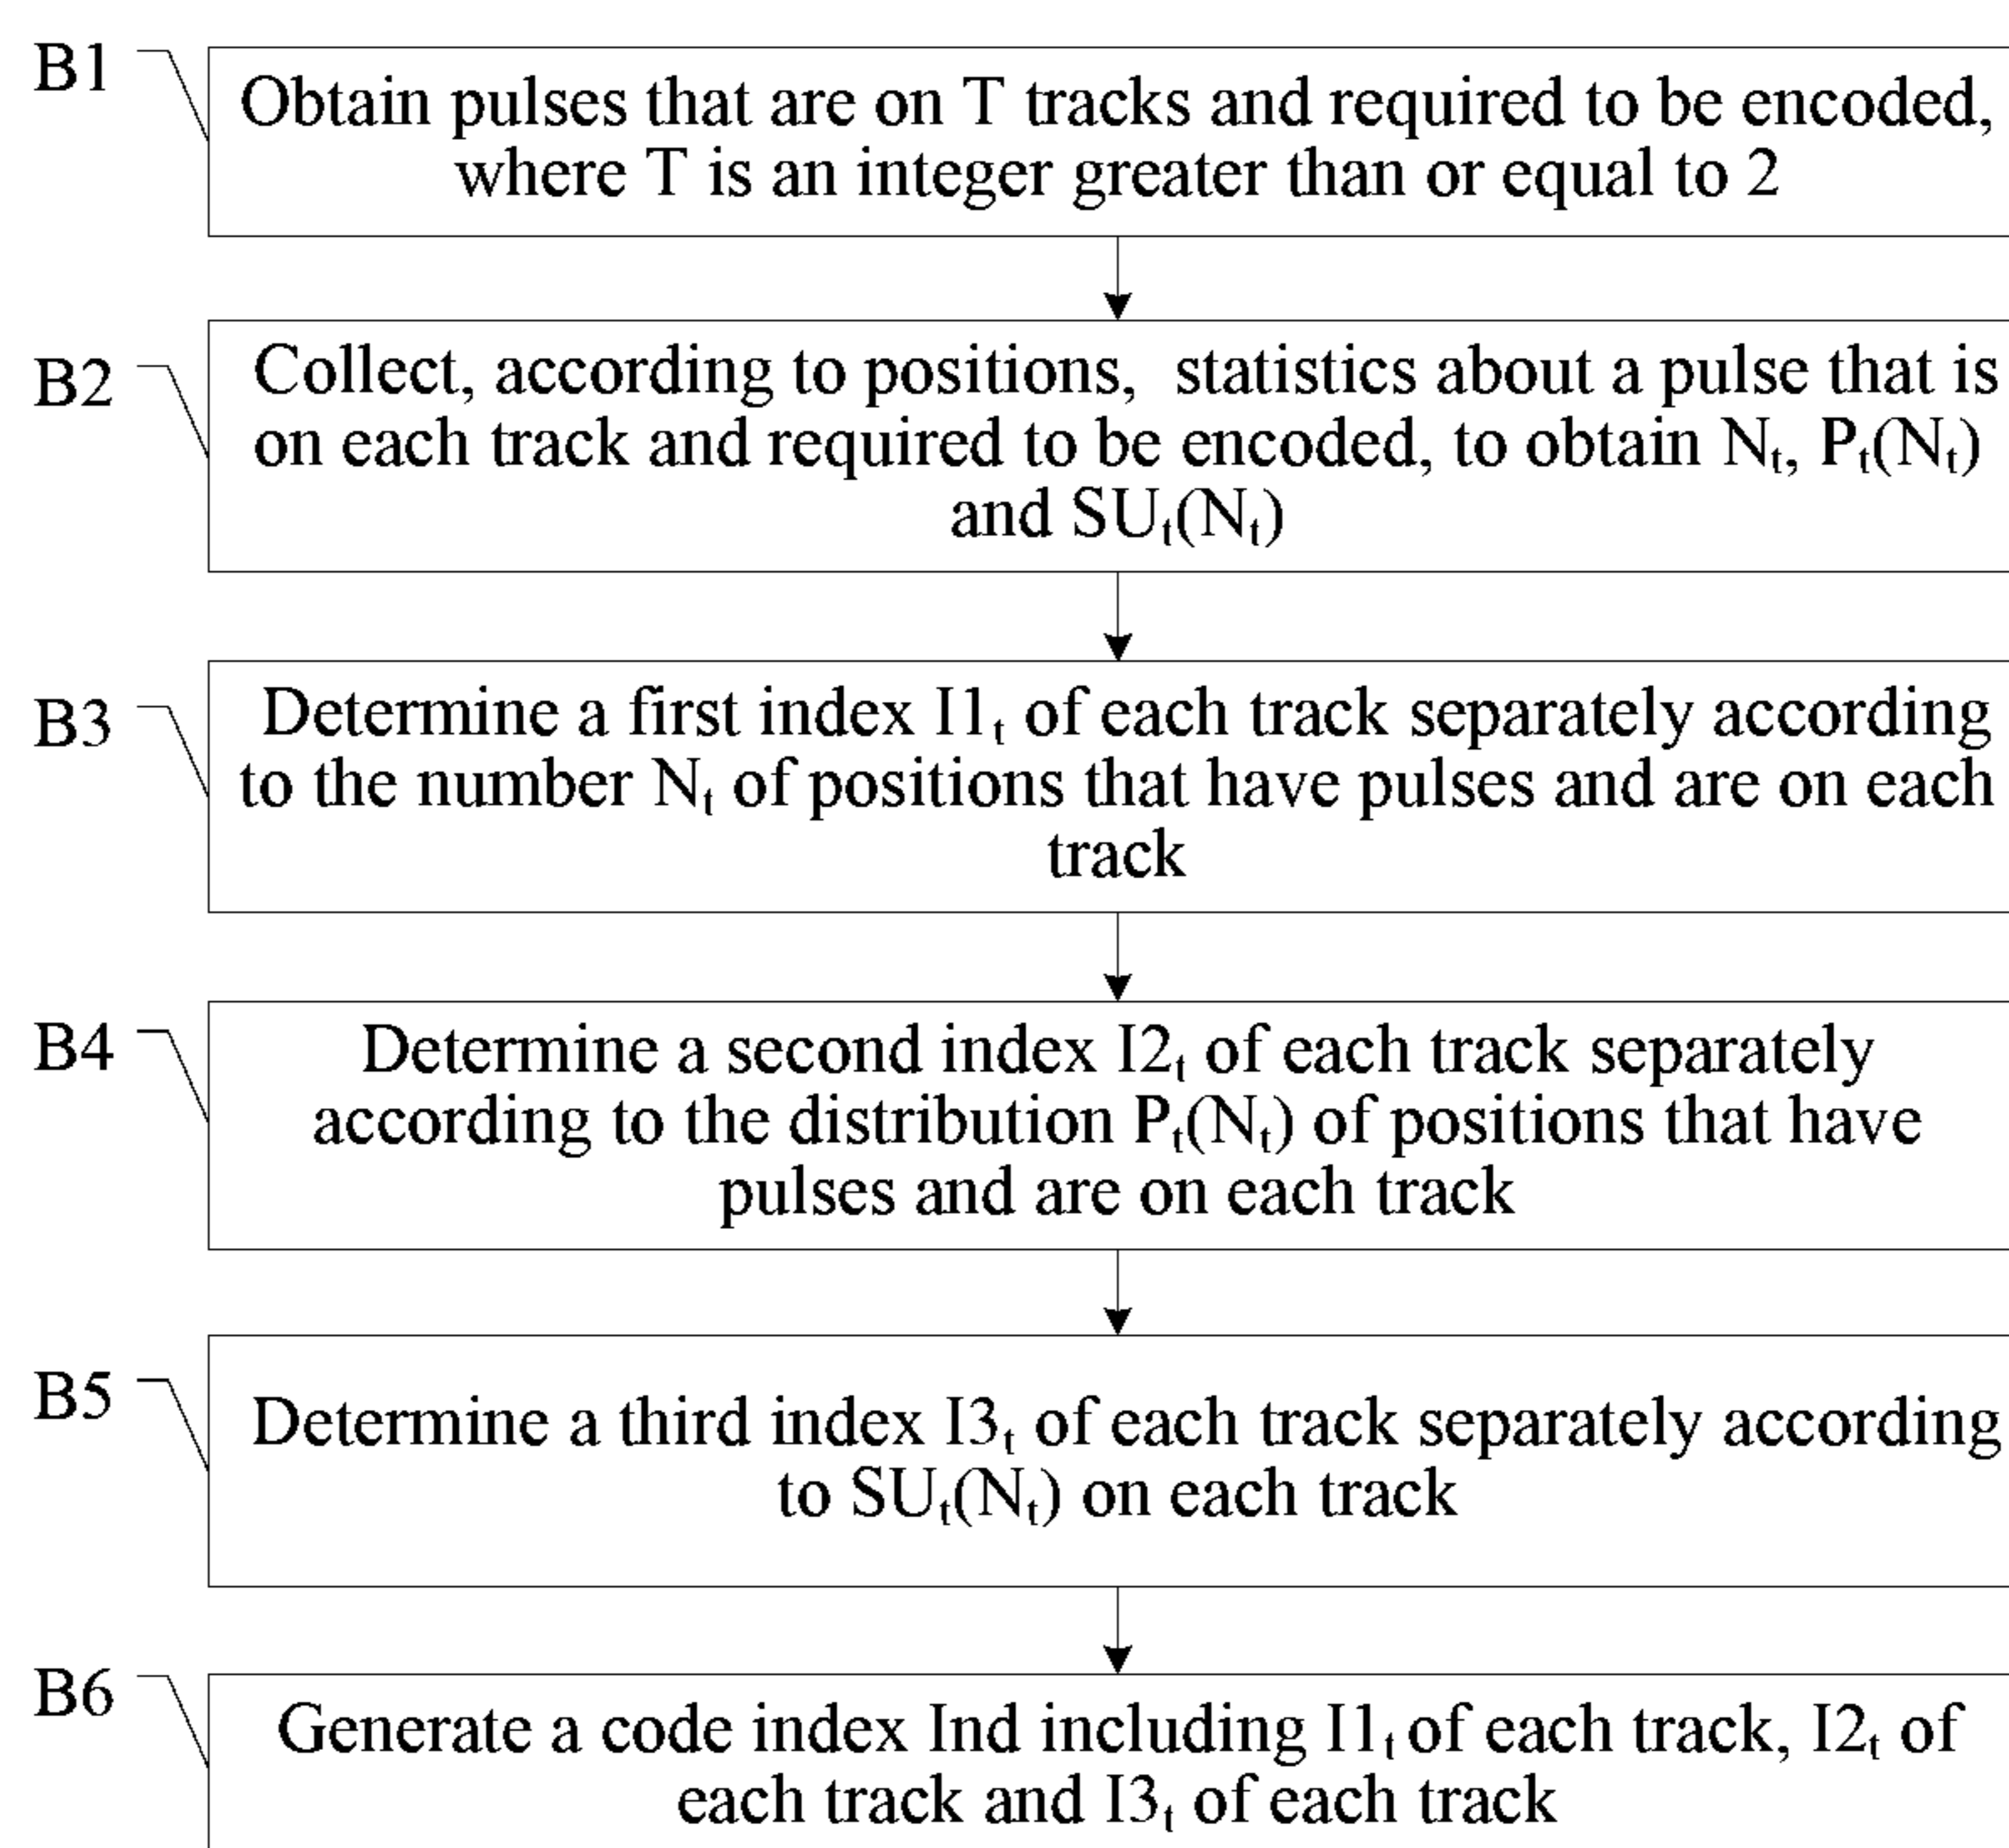 B1
Obtain pulses that are on T tracks and required to be encoded,
where T is an integer greater than or equal to 2
B2
Collect, according to positions, statistics about a pulse that is
on each track and required to be encoded, to obtain Nₜ, Pₜ(Nₜ)
and SUₜ(Nₜ)
B3
Determine a first index I1ₜ of each track separately according
to the number Nₜ of positions that have pulses and are on each
track
B4
Determine a second index I2ₜ of each track separately
according to the distribution Pₜ(Nₜ) of positions that have
pulses and are on each track
B5
Determine a third index I3ₜ of each track separately according
to SUₜ(Nₜ) on each track
B6
Generate a code index Ind including I1ₜ of each track, I2ₜ of
each track and I3ₜ of each track